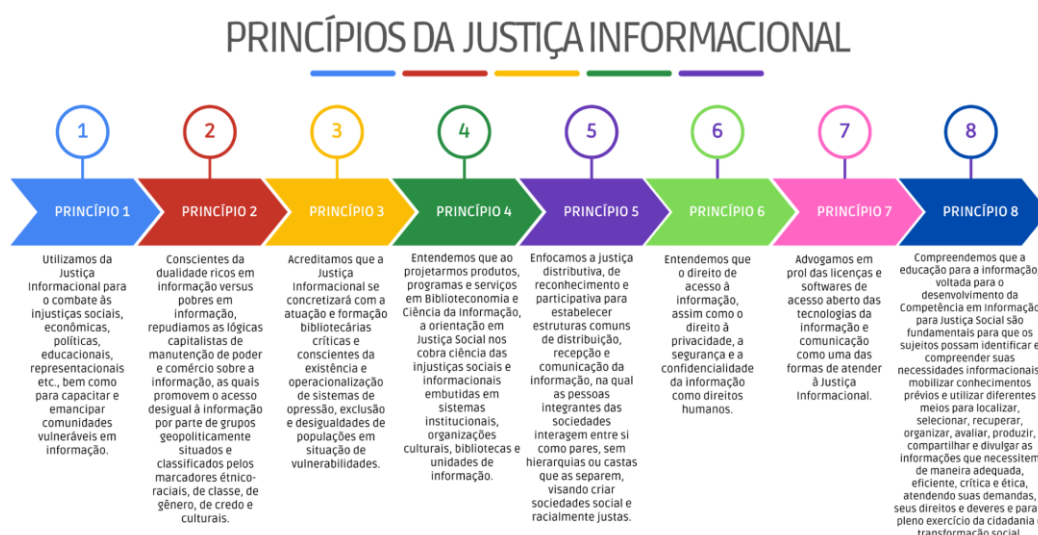 PRINCÍPIOS DA JUSTIÇA INFORMACIONAL
1
PRINCÍPIO 1
Utilizamos da
Justiça
Informacional para
o combate às
injustiças sociais,
econômicas,
políticas,
educacionais,
representacionais
etc., bem como
para capacitar e
emancipar
comunidades
vulneráveis em
informação.
2
PRINCÍPIO 2
Conscientes da
dualidade ricos em
informação versus
pobres em
informação,
repudiamos as lógicas
capitalistas de
manutenção de poder
e comércio sobre a
informação, as quais
promovem o acesso
desigual à informação
por parte de grupos
geopoliticamente
situados e
classificados pelos
marcadores étnico-
raciais, de classe, de
gênero, de credo e
culturais.
3
PRINCÍPIO 3
Acreditamos que a
Justiça
Informacional se
concretizará com a
atuação e formação
bibliotecárias
críticas e
conscientes da
existência e
operacionalização
de sistemas de
opressão, exclusão
e desigualdades de
populações em
situação de
vulnerabilidades.
4
PRINCÍPIO 4
Entendemos que ao
projetarmos produtos,
programas e serviços
em Biblioteconomia e
Ciência da Informação,
a orientação em
Justiça Social nos
cobra ciência das
injustiças sociais e
informacionais
embutidas em
sistemas
institucionais,
organizações
culturais, bibliotecas e
unidades de
informação.
5
PRINCÍPIO 5
Enfocamos a justiça
distributiva, de
reconhecimento e
participativa para
estabelecer
estruturas comuns
de distribuição,
recepção e
comunicação da
informação, na qual
as pessoas
integrantes das
sociedades
interagem entre si
como pares, sem
hierarquias ou castas
que as separem,
visando criar
sociedades social e
racialmente justas.
6
PRINCÍPIO 6
Entendemos que
o direito de
acesso à
informação,
assim como o
direito à
privacidade, a
segurança e a
confidencialidade
da informação
como direitos
humanos.
7
PRINCÍPIO 7
Advogamos em
prol das licenças e
softwares de
acesso aberto das
tecnologias da
informação e
comunicação
como uma das
formas de atender
à Justiça
Informacional.
8
PRINCÍPIO 8
Compreendemos que a
educação para a informação
voltada para o
desenvolvimento da
Competência em Informação
para Justiça Social são
fundamentais para que os
sujeitos possam identificar e
compreender suas
necessidades informacionais
mobilizar conhecimentos
prévios e utilizar diferentes
meios para localizar,
selecionar, recuperar,
organizar, avaliar, produzir,
compartilhar e divulgar as
informações que necessitem
de maneira adequada,
eficiente, crítica e ética,
atendendo suas demandas,
seus direitos e deveres e para
pleno exercício da cidadania
transformação social